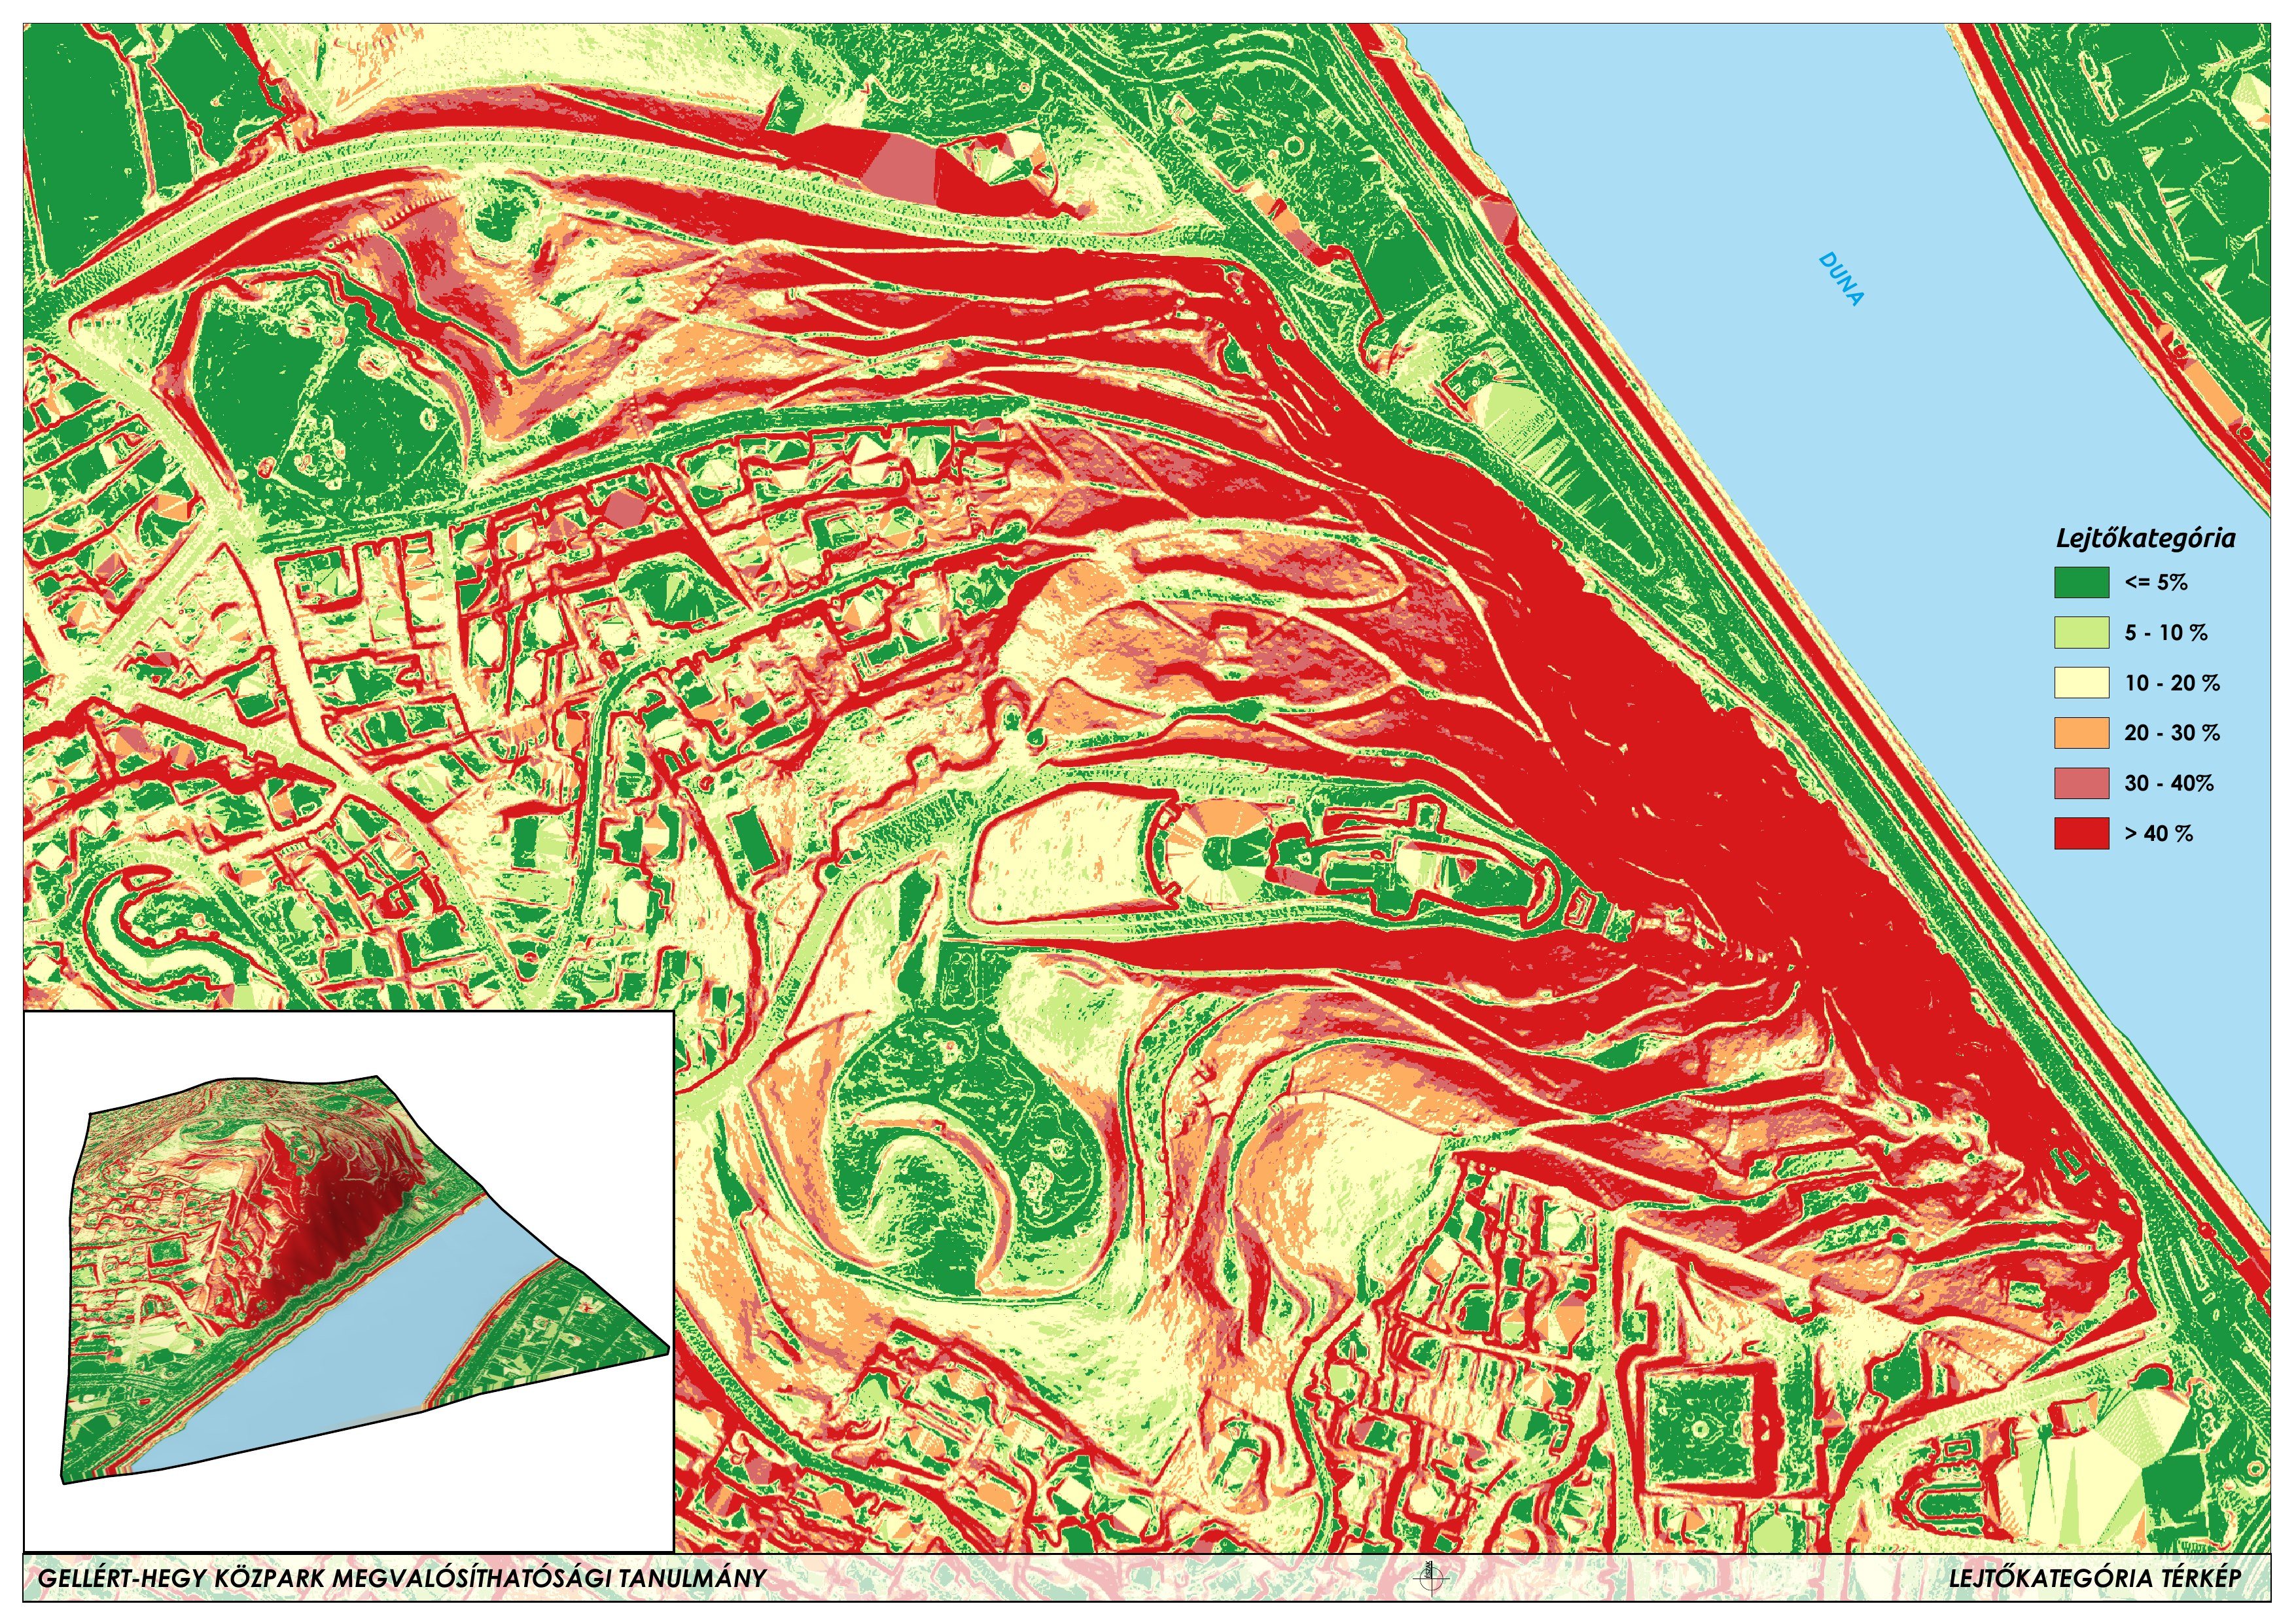 DUNA
Lejtőkategória
<= 5%
5 - 10 %
10 - 20 %
20 - 30 %
30 - 40%
> 40 %
GELLÉRT-HEGY KÖZPARK MEGVALÓSÍTHATÓSÁGI TANULMÁNY
LEJTŐKATEGÓRIA TÉRKÉP